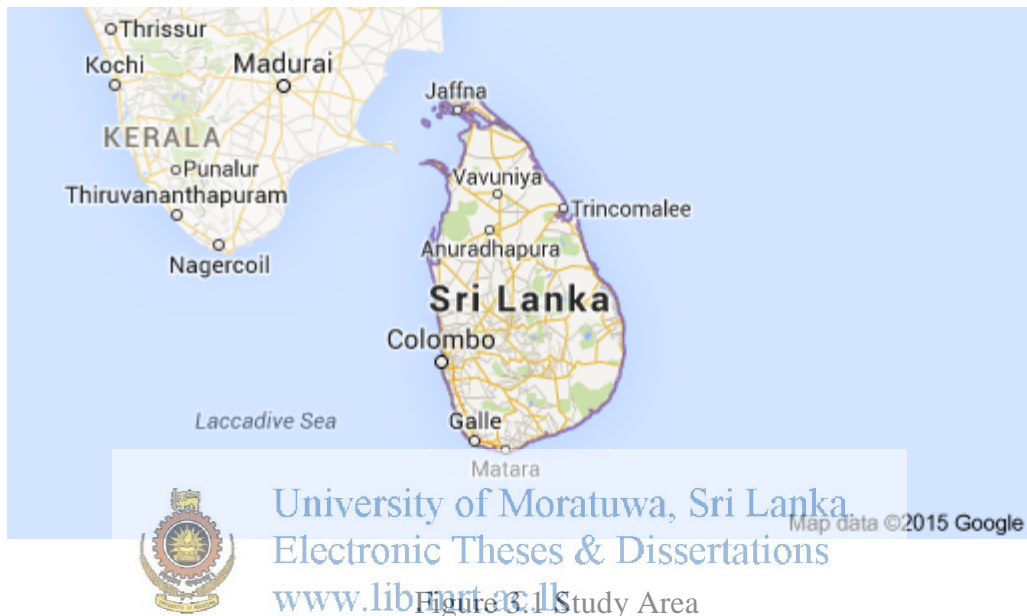 Thrissur
Kochi
Madurai
Jaffna
KERALA
Punalur
Vavuniya
Thiruvananthapuram
Trincomalee
Anuradhapura
Nagercoil
Sri Lanka
Colombo
Laccadive Sea
Galle
Matara
University of Moratuwa, Sri Lanka.
Map data ©2015 Google
Electronic Theses & Dissertations
www.lib.mrt.ac.lk
Figure 3.1 Study Area